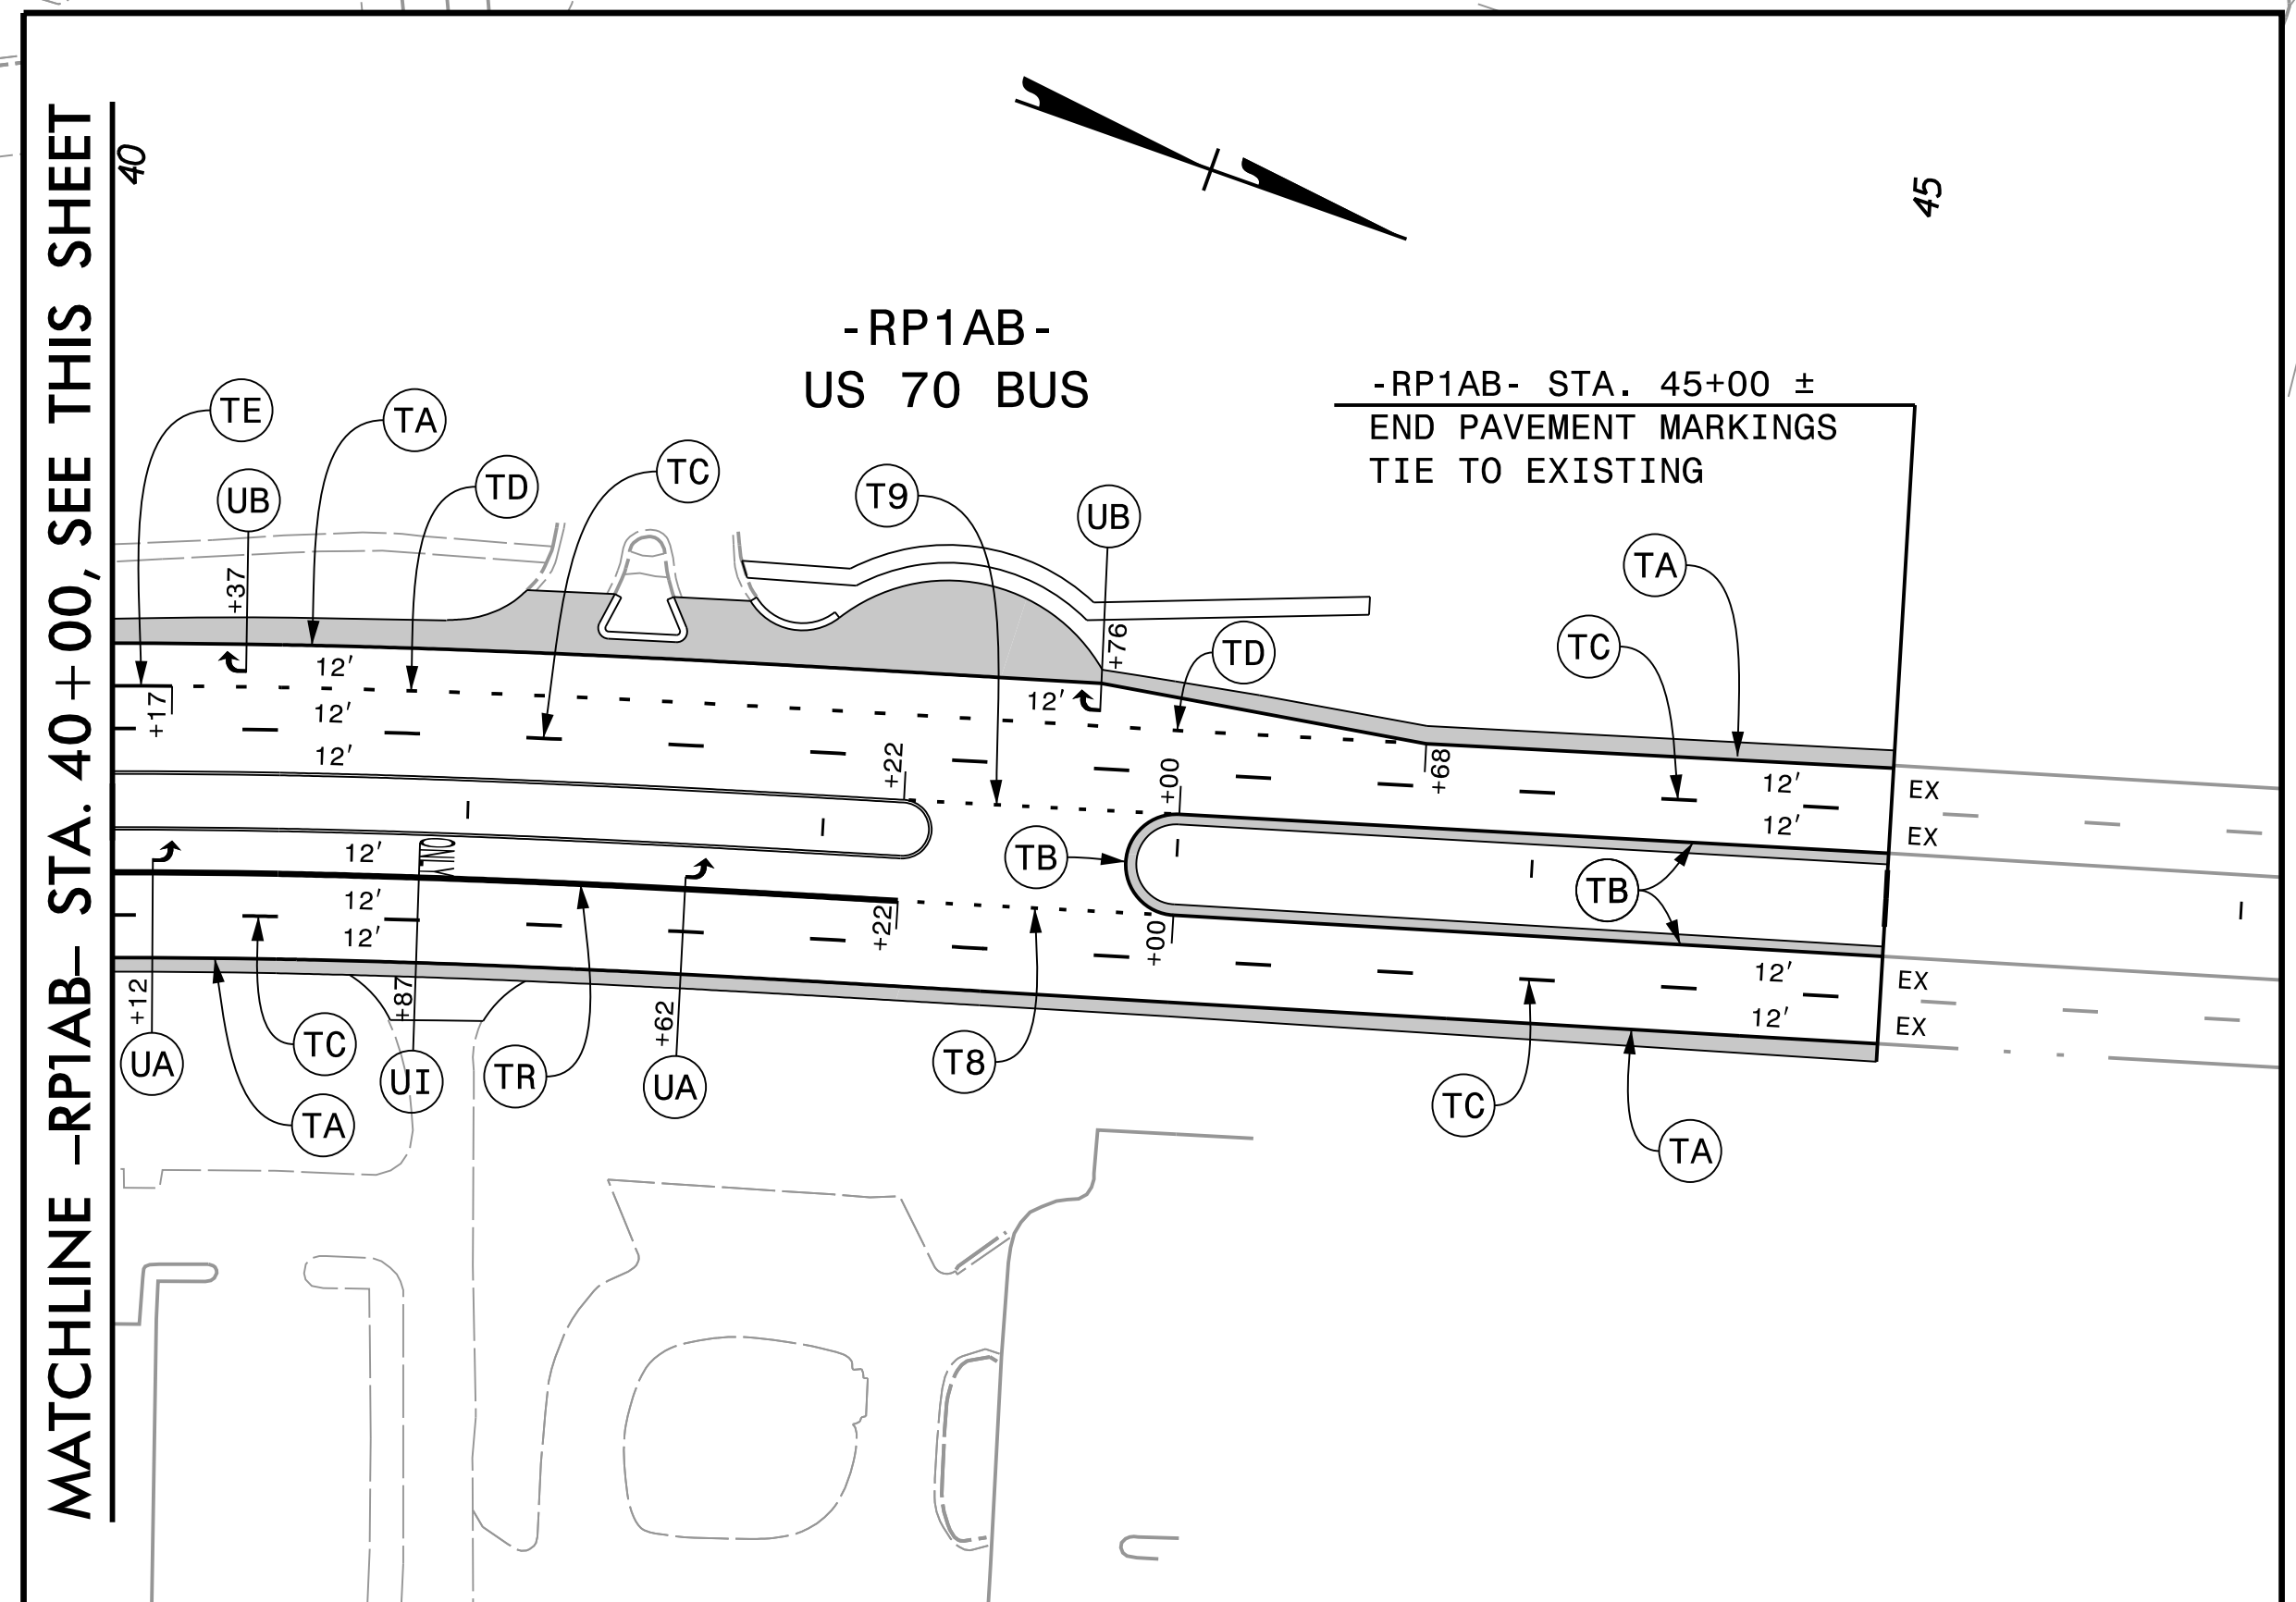 MATCHLINE -RP1AB- STA. 40+00, SEE THIS SHEET
40
45
-RP1AB-
US 70 BUS
-RP1AB- STA. 45+00 ±
END PAVEMENT MARKINGS
TIE TO EXISTING
TE
TA
UB
TD
TC
T9
UB
TA
TC
TD
+37
+76
12'
12'
12'
12'
+17
+22
+00
+68
12'
12'
EX
EX
TB
TB
12'
12'
12'
+22
+00
12'
12'
EX
EX
+12
+87
+62
UA
TC
UI
TR
UA
T8
TA
TC
TA